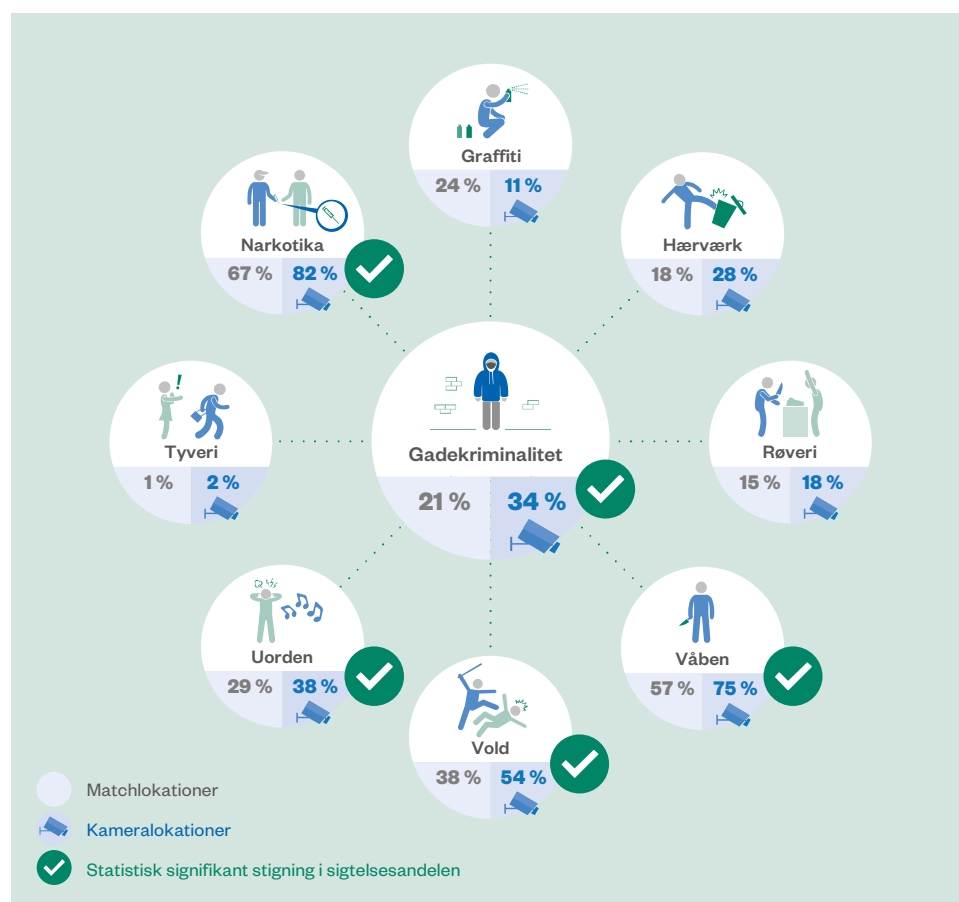 Graffiti
24 % 11 %
Narkotika
67 % 82 %
Hærværk
18 % 28 %
Tyveri
1 % 2 %
Gadekriminalitet
21 % 34 %
Røveri
15 % 18 %
Uorden
29 % 38 %
Våben
57 % 75 %
Vold
38 % 54 %
Matchlokationer
Kameralokationer
Statistisk signifikant stigning i sigtelsesandelen